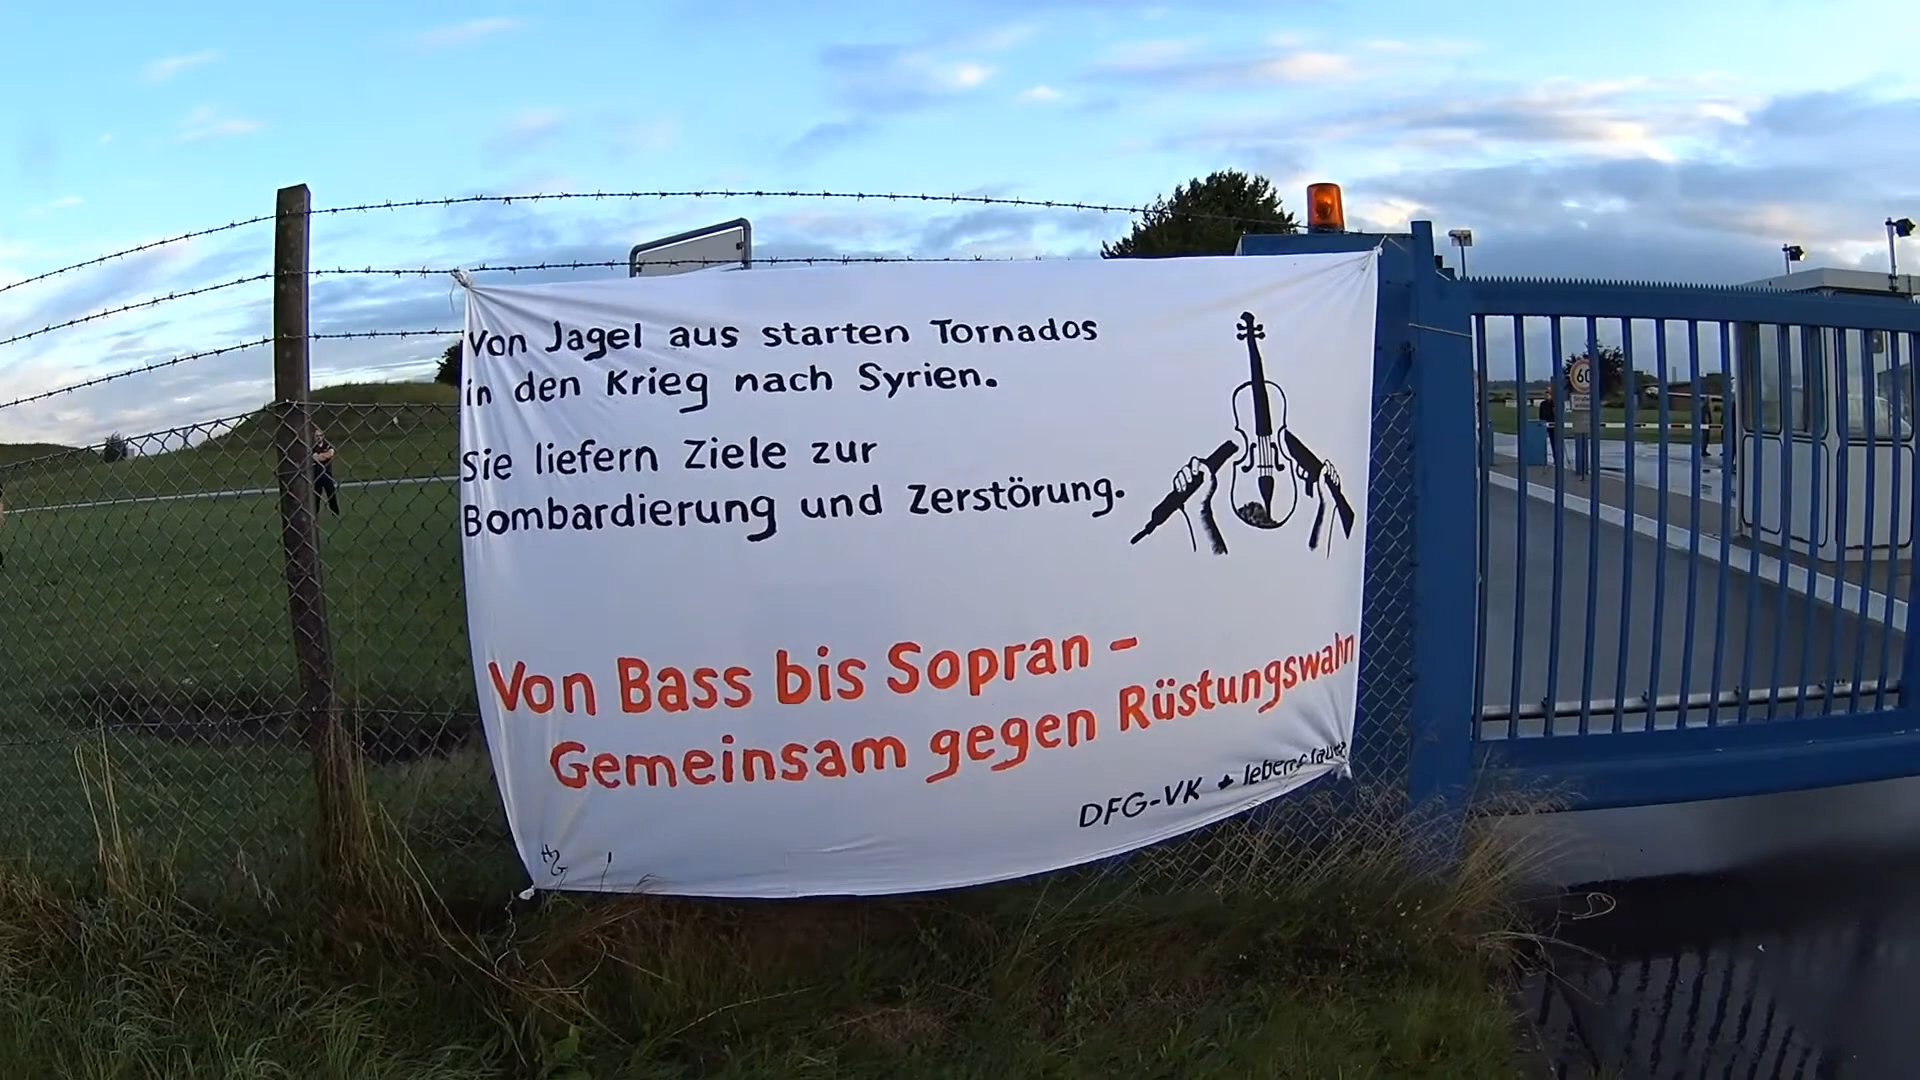 Von Jagel aus starten Tornados
in den Krieg nach Syrien.
Sie liefern Ziele zur
Bombardierung und Zerstörung.
Von Bass bis Sopran -
Gemeinsam gegen Rüstungswahn
DFG-VK +
60